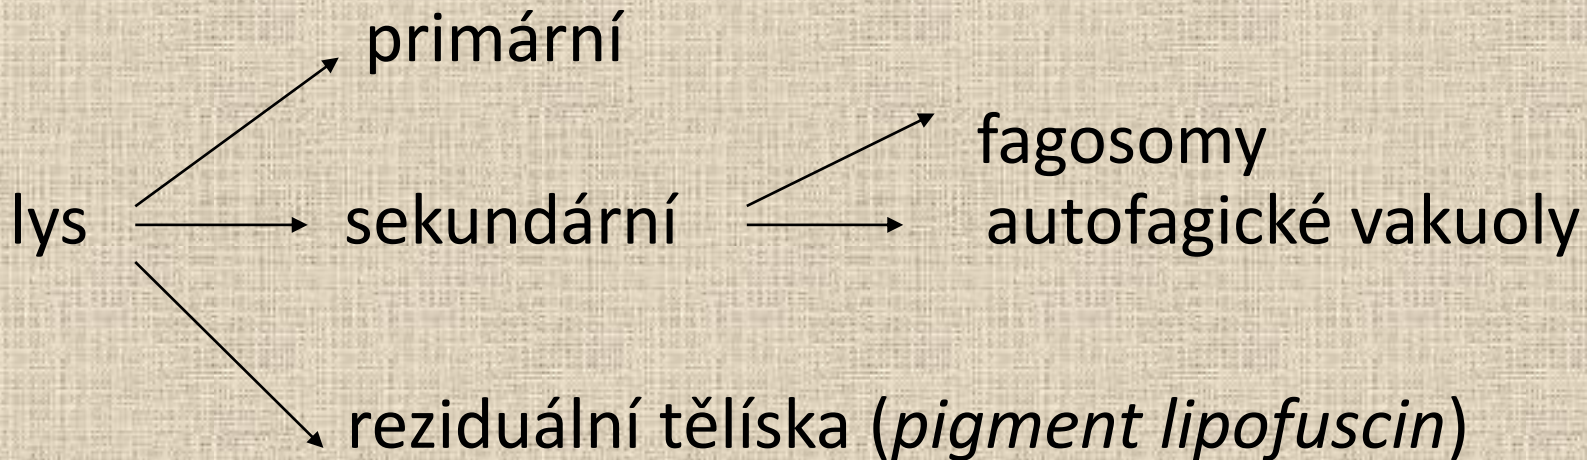 primární
fagosomy
lys
sekundární
autofagické vakuoly
reziduální tělíska (pigment lipofuscin)